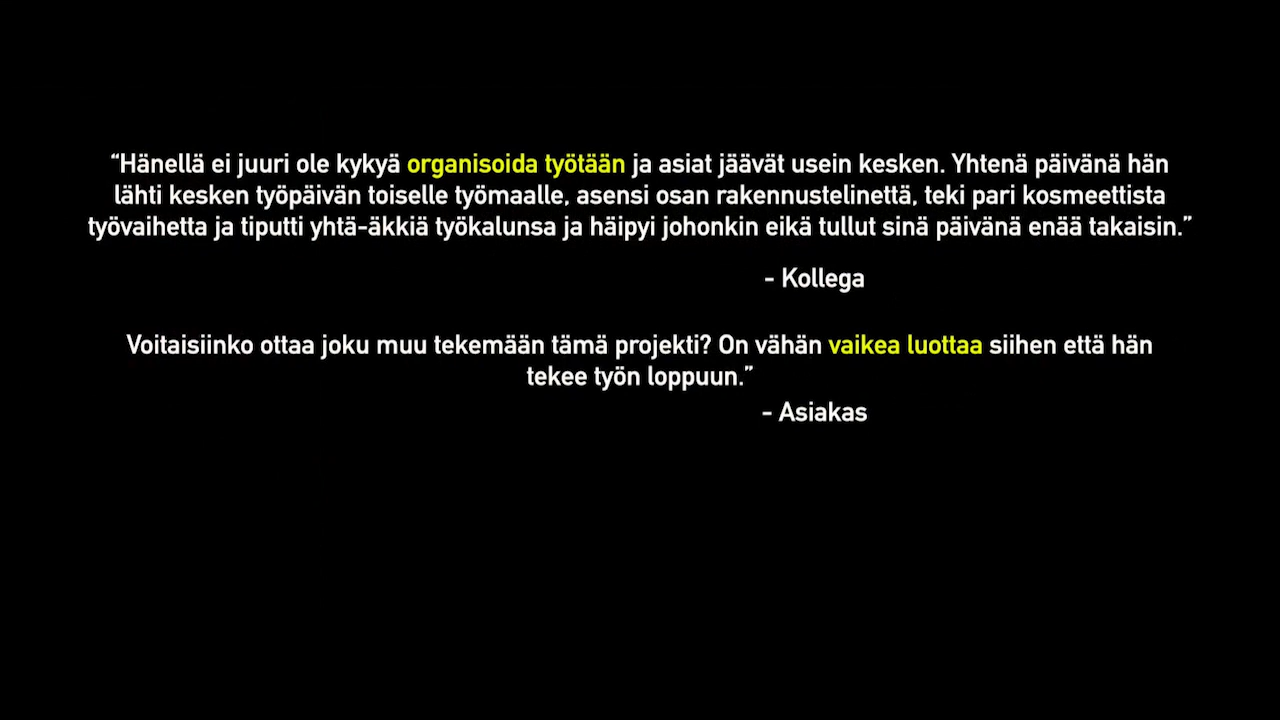 “Hänellä ei juuri ole kykyä organisoida työtään ja asiat jäävät usein kesken. Yhtenä päivänä hän
lähti kesken työpäivän toiselle työmaalle, asensi osan rakennustelinettä, teki pari kosmeettista
työvaihetta ja tiputti yhtä-äkkiä työkalunsa ja häipyi johonkin eikä tullut sinä päivänä enää takaisin.”
- Kollega
Voitaisiinko ottaa joku muu tekemään tämä projekti? On vähän vaikea luottaa siihen että hän
tekee työn loppuun.”
- Asiakas